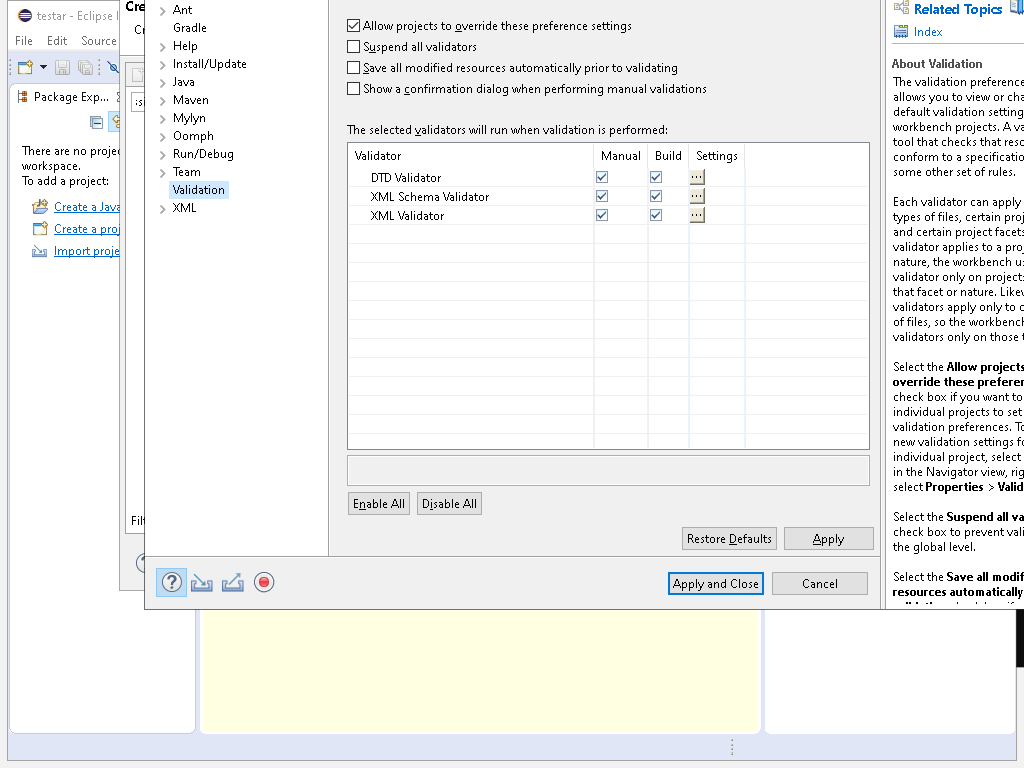 testar - Eclipse I
File Edit Source
Package Exp...
There are no proje
workspace.
To add a project:
Create a Java
Create a proj
Import proje
Cre
Filt
Ant
Gradle
Help
Install/Update
Java
Maven
Mylyn
Oomph
Run/Debug
Team
Validation
XML
Allow projects to override these preference settings
Suspend all validators
Save all modified resources automatically prior to validating
Show a confirmation dialog when performing manual validations
The selected validators will run when validation is performed:
Validator Manual Build Settings
DTD Validator ...
XML Schema Validator ...
XML Validator ...
Enable All Disable All
Restore Defaults Apply
Apply and Close Cancel
Related Topics
Index
About Validation
The validation preference
allows you to view or cha
default validation setting
workbench projects. A va
tool that checks that reso
conform to a specificatio
some other set of rules.
Each validator can apply
types of files, certain proj
and certain project facets
validator applies to a proj
nature, the workbench us
validator only on projects
that facet or nature. Likew
validators apply only to c
of files, so the workbench
validators only on those t
Select the Allow projects
override these preferen
check box if you want to
individual projects to set
validation preferences. To
new validation settings fo
individual project, select
in the Navigator view, rig
select Properties > Valid
Select the Suspend all va
check box to prevent vali
the global level.
Select the Save all modif
resources automatically